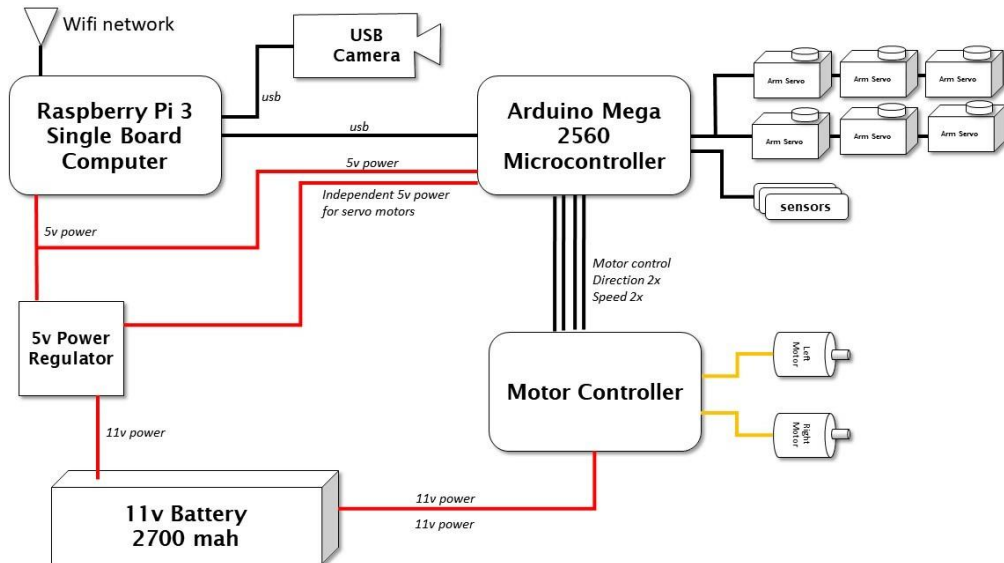 Wifi network
USB
Camera
usb
Raspberry Pi 3
Single Board
Computer
usb
Arduino Mega
2560
Microcontroller
Arm Servo
Arm Servo
Arm Servo
Arm Servo
Arm Servo
Arm Servo
sensors
5v power
Independent 5v power
for servo motors
5v power
Motor control
Direction 2x
Speed 2x
5v Power
Regulator
Motor Controller
Left
Motor
Right
Motor
11v power
11v Battery
2700 mah
11v power
11v power